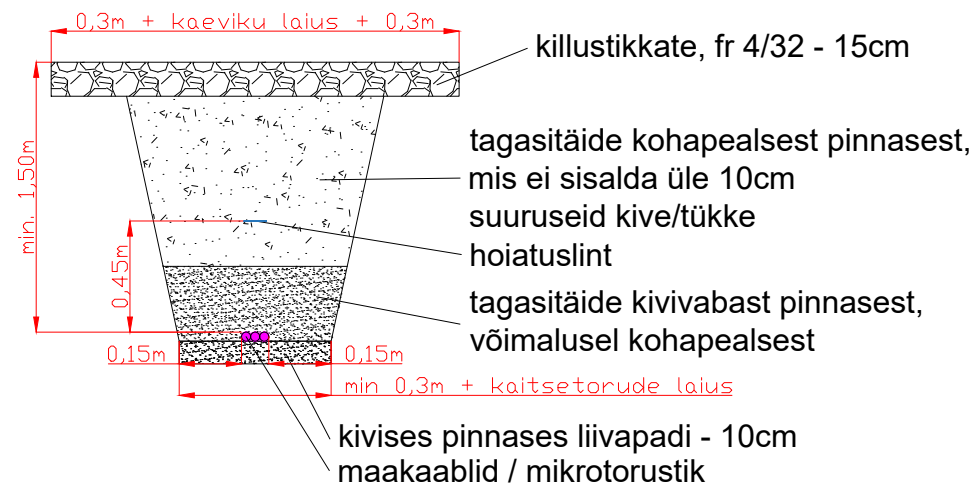 0,3m + kaeviku laius + 0,3m
killustikkate, fr 4/32 - 15cm
tagasitäide kohapealsest pinnasest,
mis ei sisalda üle 10cm
suuruseid kive/tükke
hoiatuslint
min. 1,50m
0,45m
tagasitäide kivivabast pinnasest,
võimalusel kohapealsest
0,15m
0,15m
min 0,3m + kaitsetorude laius
kivises pinnases liivapadi - 10cm
maakaablid / mikrotorustik